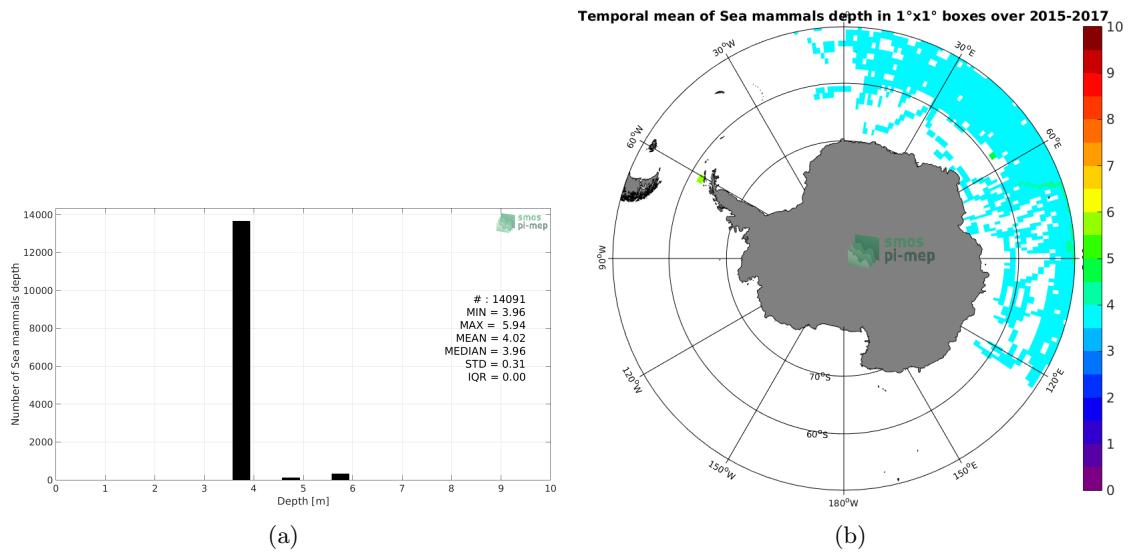 Temporal mean of Sea mammals depth in 1°x1° boxes over 2015-2017
14000
12000
10000
8000
6000
4000
2000
0
Number of Sea mammals depth
smos
pi-mep
# : 14091
MIN = 3.96
MAX = 5.94
MEAN = 4.02
MEDIAN = 3.96
STD = 0.31
IQR = 0.00
0 1 2 3 4 5 6 7 8 9 10
Depth [m]
(a)
30°W
30°E
60°W
60°E
90°W
smos
pi-mep
120°W
120°E
70°S
60°S
150°W
150°E
180°W
10
9
8
7
6
5
4
3
2
1
0
(b)